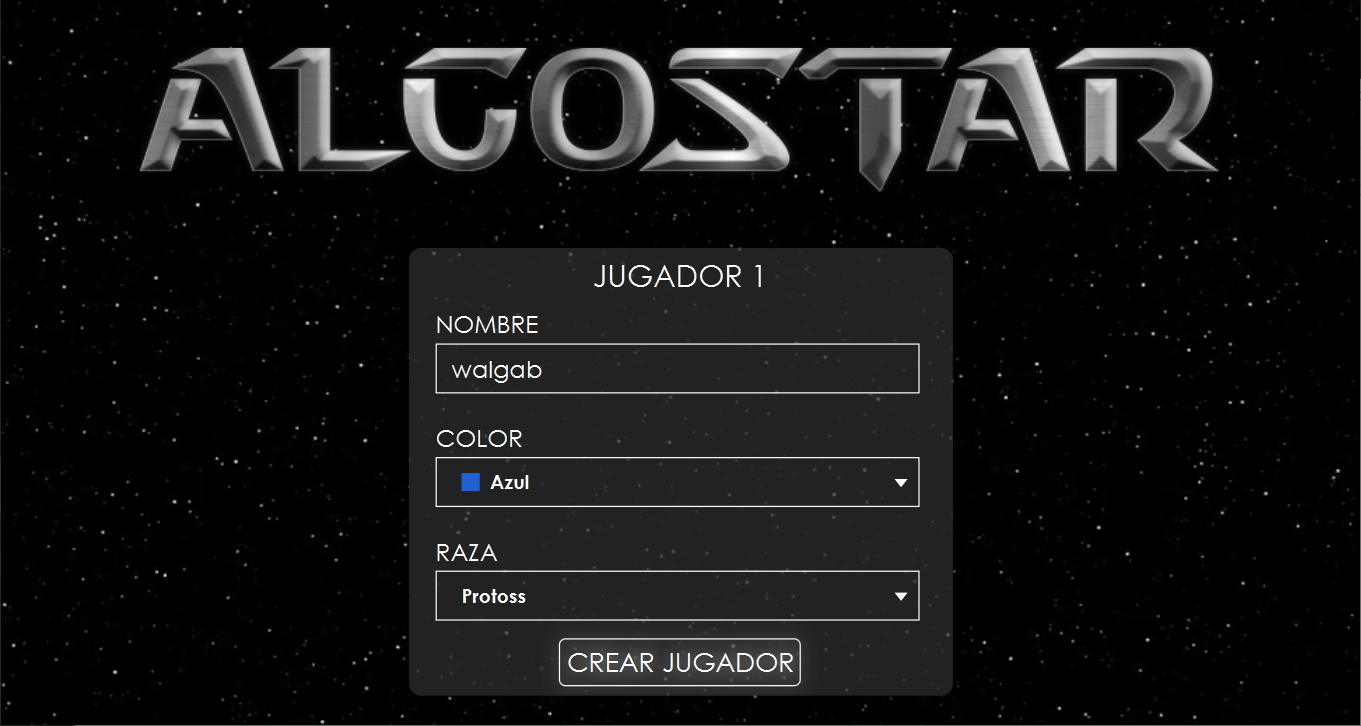 ALGOSTAR
JUGADOR 1
NOMBRE
walgab
COLOR
Azul
RAZA
Protoss
CREAR JUGADOR